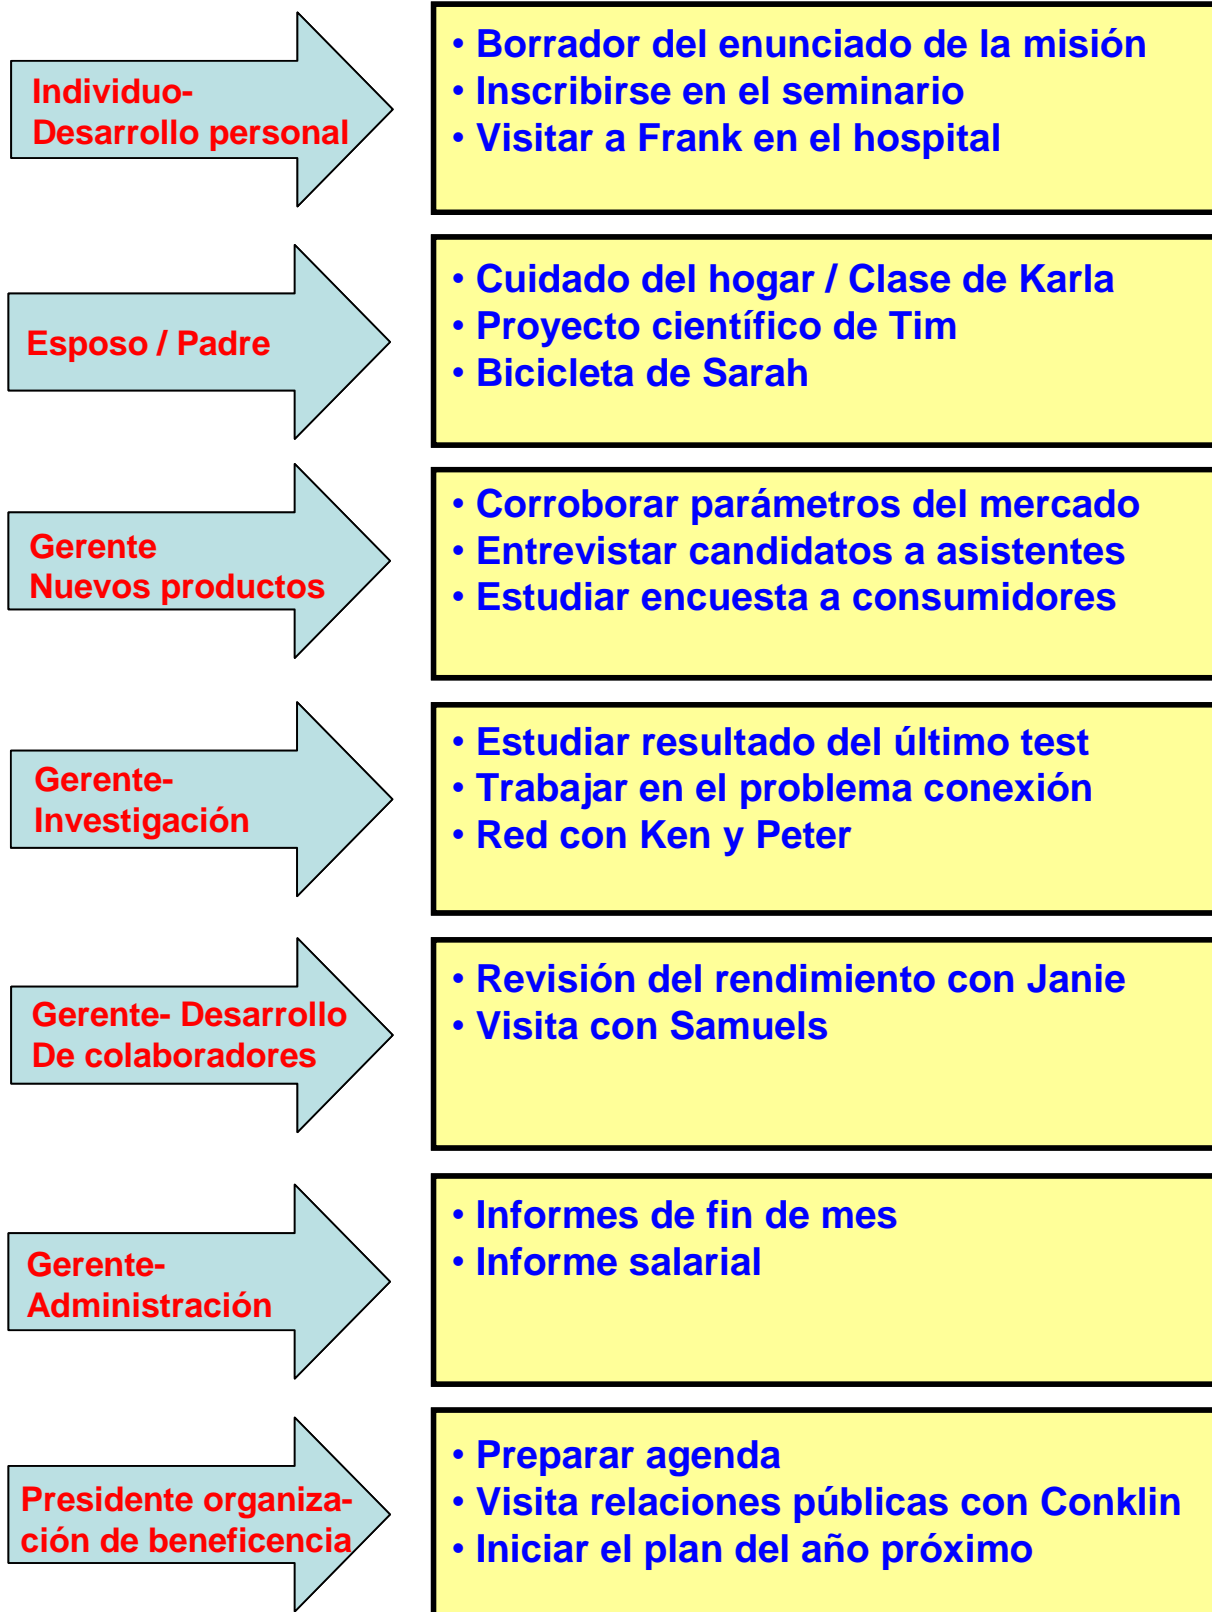 Individuo-
Desarrollo personal
• Borrador del enunciado de la misión
• Inscribirse en el seminario
• Visitar a Frank en el hospital
Esposo / Padre
• Cuidado del hogar / Clase de Karla
• Proyecto científico de Tim
• Bicicleta de Sarah
Gerente
Nuevos productos
• Corroborar parámetros del mercado
• Entrevistar candidatos a asistentes
• Estudiar encuesta a consumidores
Gerente-
Investigación
• Estudiar resultado del último test
• Trabajar en el problema conexión
• Red con Ken y Peter
Gerente- Desarrollo
De colaboradores
• Revisión del rendimiento con Janie
• Visita con Samuels
Gerente-
Administración
• Informes de fin de mes
• Informe salarial
Presidente organiza-
ción de beneficencia
• Preparar agenda
• Visita relaciones públicas con Conklin
• Iniciar el plan del año próximo